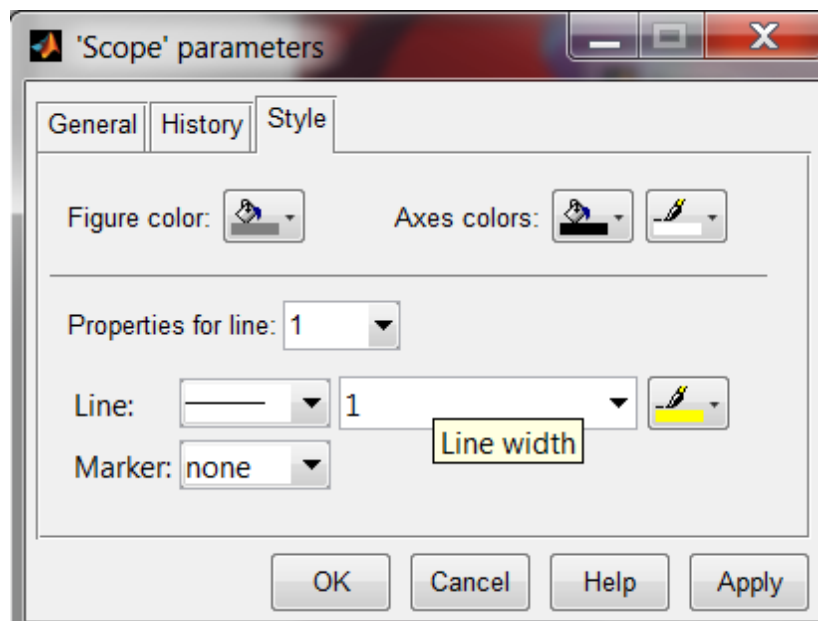 'Scope' parameters
General History Style
Figure color: Axes colors:
Properties for line: 1
Line: 1
Line width
Marker: none
OK Cancel Help Apply